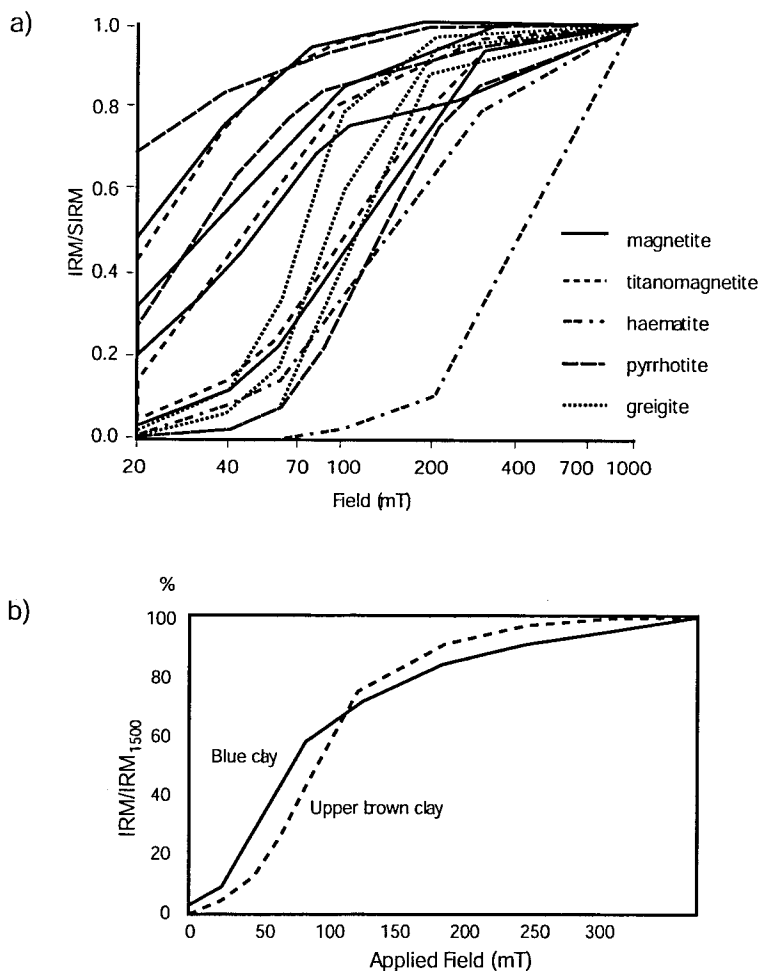 a)
1.0
0.8
0.6
0.4
0.2
0.0
IRM/SIRM
20 40 70 100 200 400 700 1000
Field (mT)
magnetite
titanomagnetite
haematite
pyrrhotite
greigite
b)
%
100
80
60
40
20
0
IRM/IRM1500
Blue clay
Upper brown clay
0 50 100 150 200 250 300
Applied Field (mT)